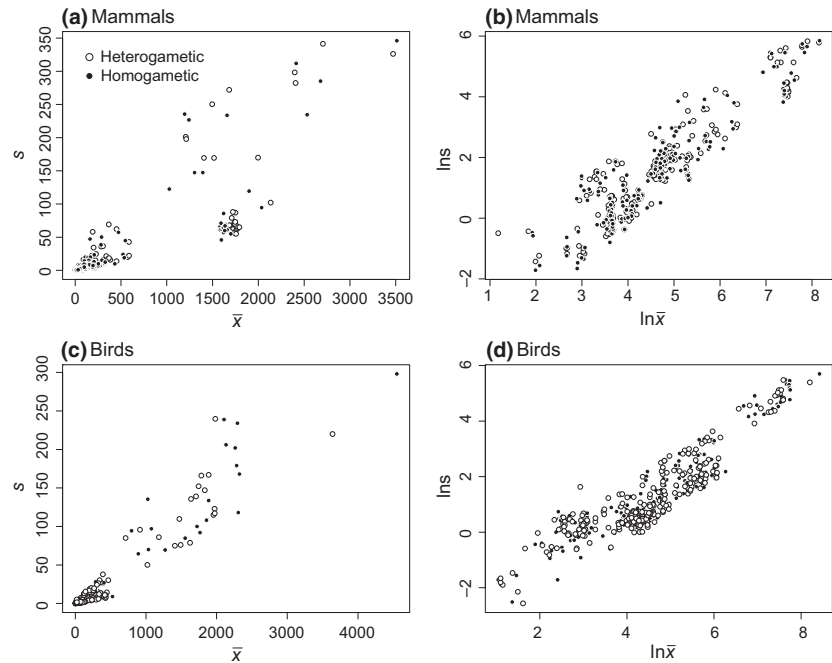 (a) Mammals
350
300
250
200
150
100
50
0
s
○ Heterogametic
● Homogametic
0 500 1000 1500 2000 2500 3000 3500
x̄
(b) Mammals
6
4
2
0
−2
lns
1 2 3 4 5 6 7 8
lnx̄
(c) Birds
300
250
200
150
100
50
0
s
0 1000 2000 3000 4000
x̄
(d) Birds
6
4
2
0
−2
lns
2 4 6 8
lnx̄